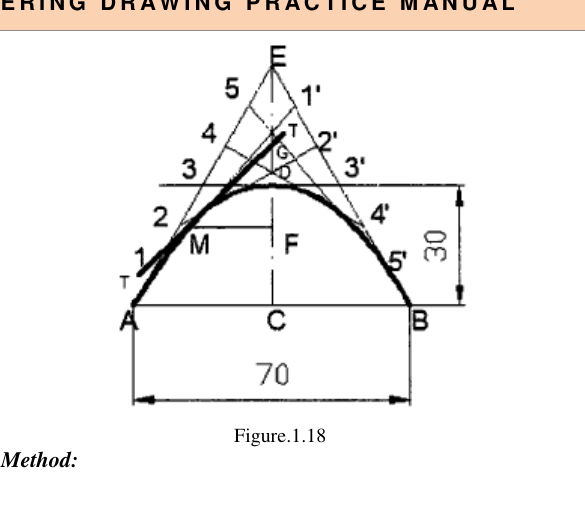 ERING DRAWING PRACTICE MANUAL
E
5 1'
4 T 2'
G
3 D 3'
2 4'
M F 30
1 5'
T
A C B
70
Figure.1.18
Method: